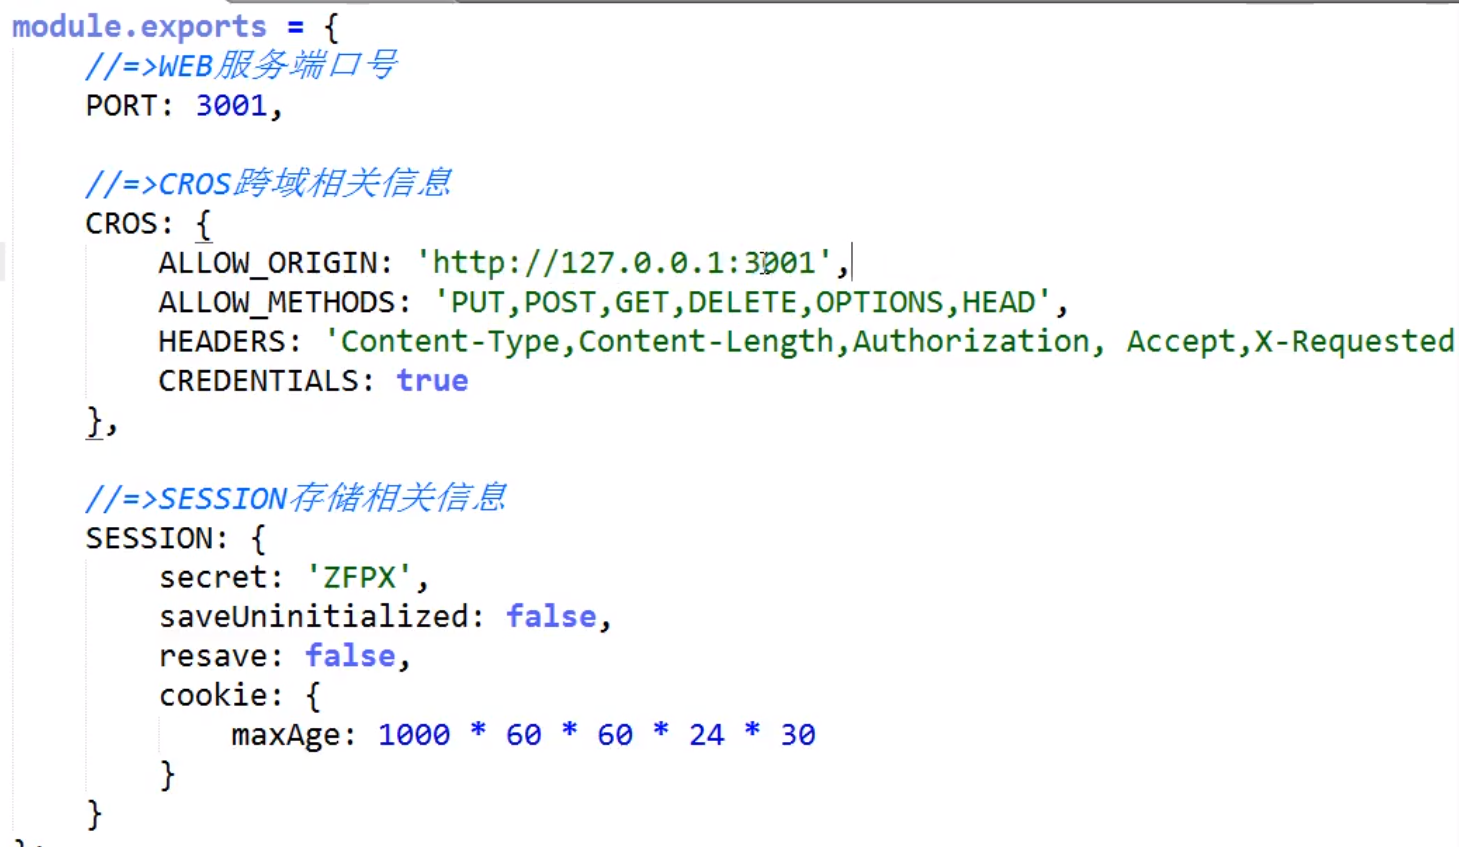 module.exports = {
//=>WEB服务端口号
PORT: 3001,
//=>CROS跨域相关信息
CROS: {
ALLOW_ORIGIN: 'http://127.0.0.1:3001',
ALLOW_METHODS: 'PUT,POST,GET,DELETE,OPTIONS,HEAD',
HEADERS: 'Content-Type,Content-Length,Authorization, Accept,X-Requested
CREDENTIALS: true
},
//=>SESSION存储相关信息
SESSION: {
secret: 'ZFPX',
saveUninitialized: false,
resave: false,
cookie: {
maxAge: 1000 * 60 * 60 * 24 * 30
}
}